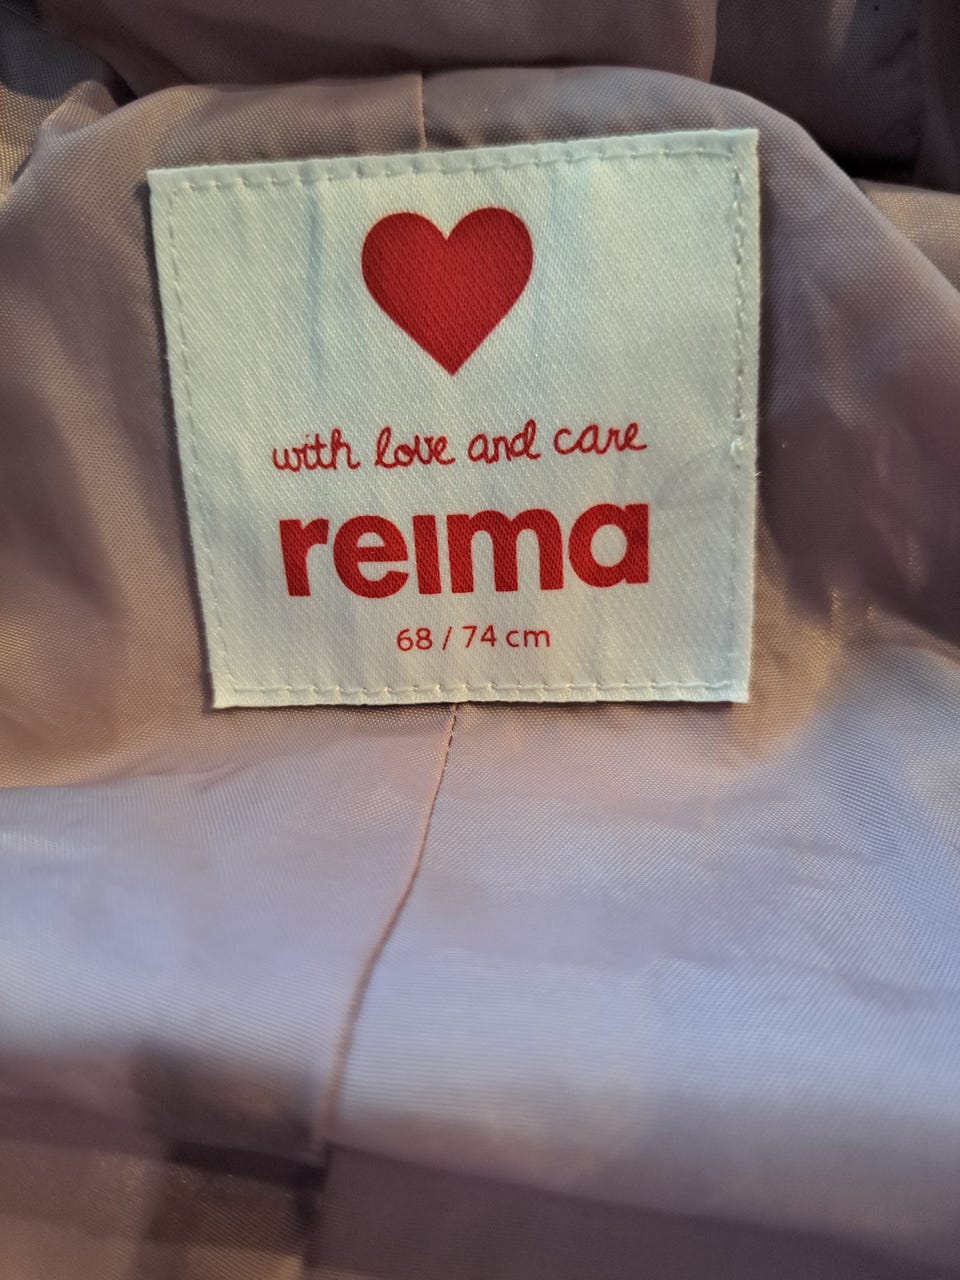 with love and care
reima
68 / 74 cm